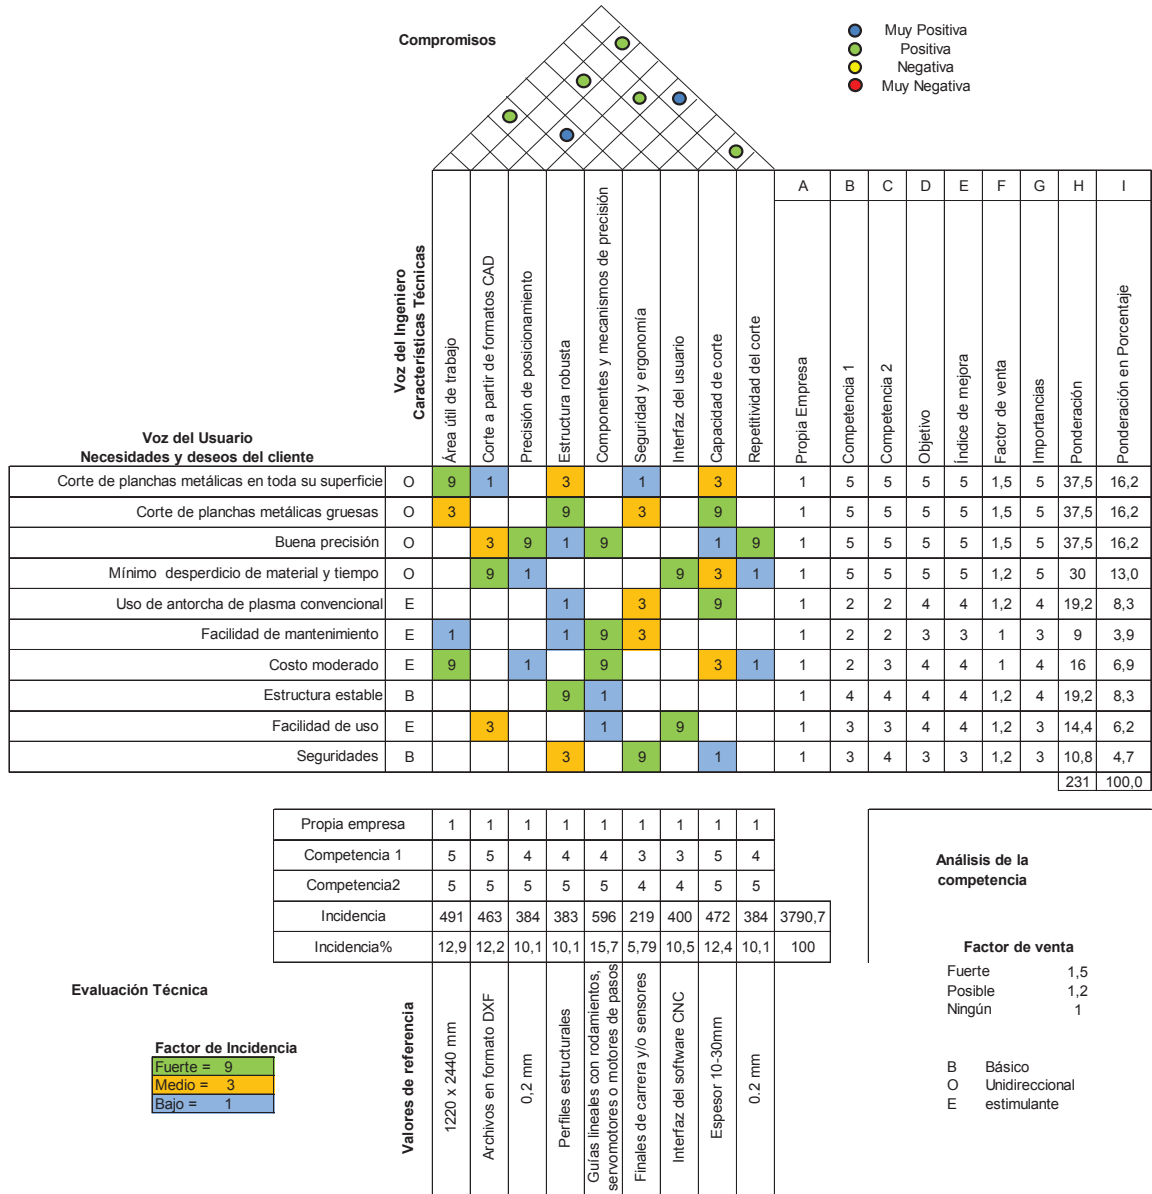 Compromisos
Muy Positiva
Positiva
Negativa
Muy Negativa
Voz del Ingeniero
Características Técnicas
Área útil de trabajo
Corte a partir de formatos CAD
Precisión de posicionamiento
Estructura robusta
Componentes y mecanismos de precisión
Seguridad y ergonomía
Interfaz del usuario
Capacidad de corte
Repetitividad del corte
A B C D E F G H I
Propia Empresa
Competencia 1
Competencia 2
Objetivo
Índice de mejora
Factor de venta
Importancias
Ponderación
Ponderación en Porcentaje
Voz del Usuario
Necesidades y deseos del cliente
Corte de planchas metálicas en toda su superficie O 9 1 3 1 3 1 5 5 5 5 1,5 5 37,5 16,2
Corte de planchas metálicas gruesas O 3 9 3 9 1 5 5 5 5 1,5 5 37,5 16,2
Buena precisión O 3 9 1 9 1 9 1 5 5 5 5 1,5 5 37,5 16,2
Mínimo desperdicio de material y tiempo O 9 1 9 3 1 1 5 5 5 5 1,2 5 30 13,0
Uso de antorcha de plasma convencional E 1 3 9 1 2 2 4 4 1,2 4 19,2 8,3
Facilidad de mantenimiento E 1 1 9 3 1 2 2 3 3 1 3 9 3,9
Costo moderado E 9 1 9 3 1 1 2 3 4 4 1 4 16 6,9
Estructura estable B 9 1 1 4 4 4 4 1,2 4 19,2 8,3
Facilidad de uso E 3 1 9 1 3 3 4 4 1,2 3 14,4 6,2
Seguridades B 3 9 1 1 3 4 3 3 1,2 3 10,8 4,7
231 100,0
Propia empresa 1 1 1 1 1 1 1 1 1
Competencia 1 5 5 4 4 4 3 3 5 4
Competencia2 5 5 5 5 5 4 4 5 5
Incidencia 491 463 384 383 596 219 400 472 384 3790,7
Incidencia% 12,9 12,2 10,1 10,1 15,7 5,79 10,5 12,4 10,1 100
Análisis de la
competencia
Factor de venta
Fuerte 1,5
Posible 1,2
Ningún 1
B Básico
O Unidireccional
E estimulante
Evaluación Técnica
Factor de Incidencia
Fuerte = 9
Medio = 3
Bajo = 1
Valores de referencia
1220 x 2440 mm
Archivos en formato DXF
0,2 mm
Perfiles estructurales
Guías lineales con rodamientos,
servomotores o motores de pasos
Finales de carrera y/o sensores
Interfaz del software CNC
Espesor 10-30mm
0.2 mm